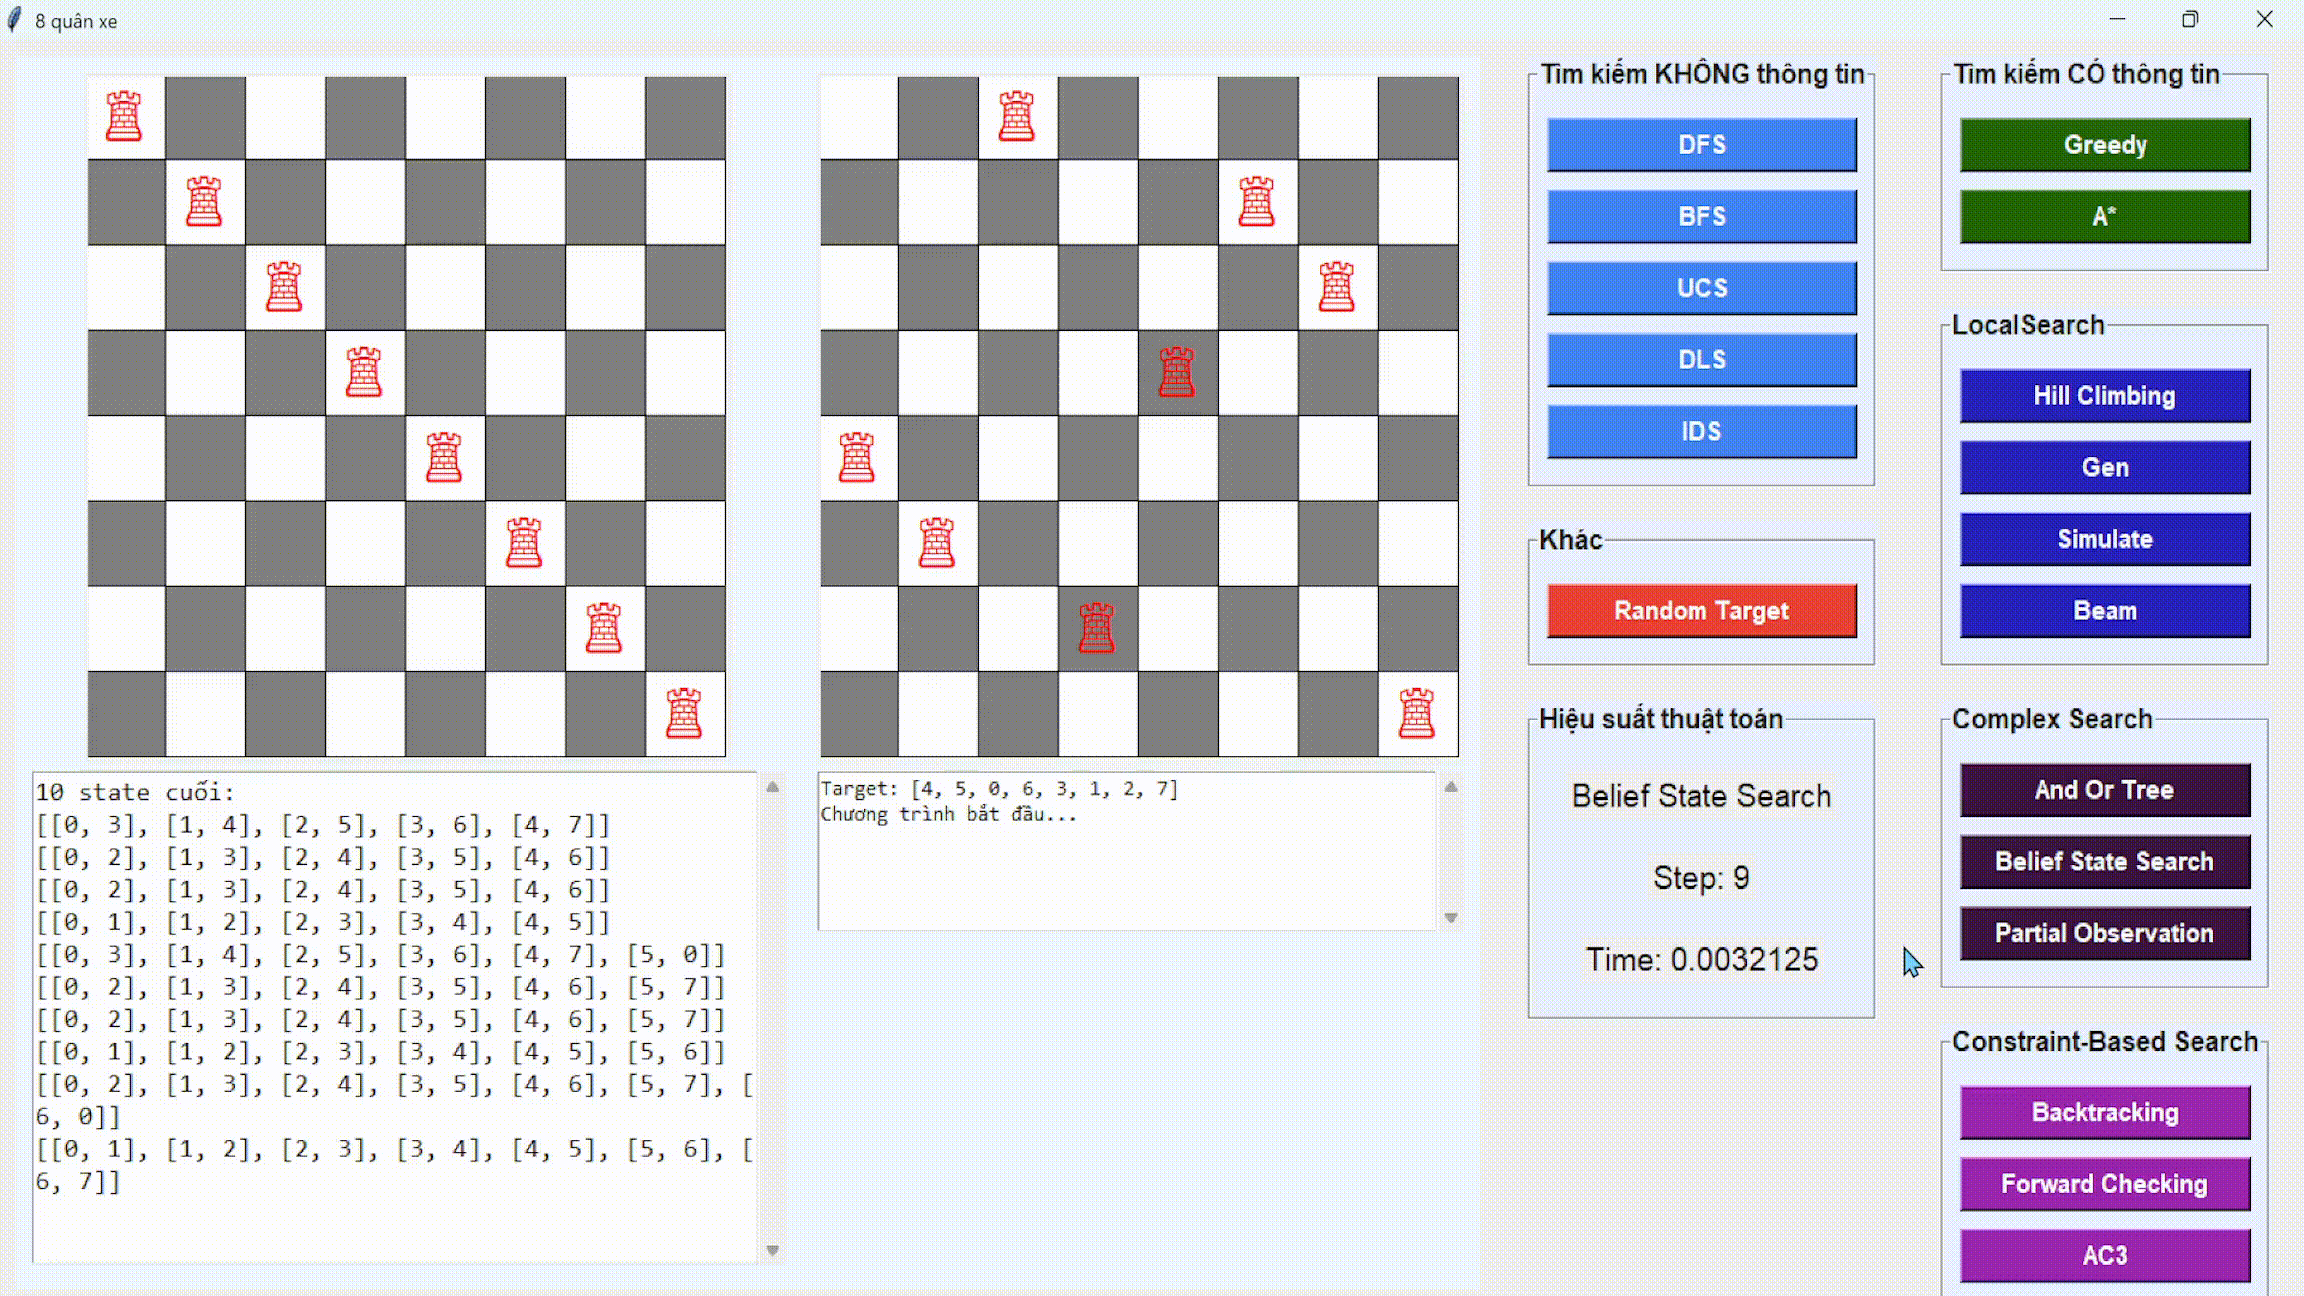 8 quân xe
10 state cuối:
[[0, 3], [1, 4], [2, 5], [3, 6], [4, 7]]
[[0, 2], [1, 3], [2, 4], [3, 5], [4, 6]]
[[0, 2], [1, 3], [2, 4], [3, 5], [4, 6]]
[[0, 1], [1, 2], [2, 3], [3, 4], [4, 5]]
[[0, 3], [1, 4], [2, 5], [3, 6], [4, 7], [5, 0]]
[[0, 2], [1, 3], [2, 4], [3, 5], [4, 6], [5, 7]]
[[0, 2], [1, 3], [2, 4], [3, 5], [4, 6], [5, 7]]
[[0, 1], [1, 2], [2, 3], [3, 4], [4, 5], [5, 6]]
[[0, 2], [1, 3], [2, 4], [3, 5], [4, 6], [5, 7], [
6, 0]]
[[0, 1], [1, 2], [2, 3], [3, 4], [4, 5], [5, 6], [
6, 7]]
Target: [4, 5, 0, 6, 3, 1, 2, 7]
Chương trình bắt đầu...
Tìm kiếm KHÔNG thông tin
DFS
BFS
UCS
DLS
IDS
Khác
Random Target
Hiệu suất thuật toán
Belief State Search
Step: 9
Time: 0.0032125
Tìm kiếm CÓ thông tin
Greedy
A*
LocalSearch
Hill Climbing
Gen
Simulate
Beam
Complex Search
And Or Tree
Belief State Search
Partial Observation
Constraint-Based Search
Backtracking
Forward Checking
AC3